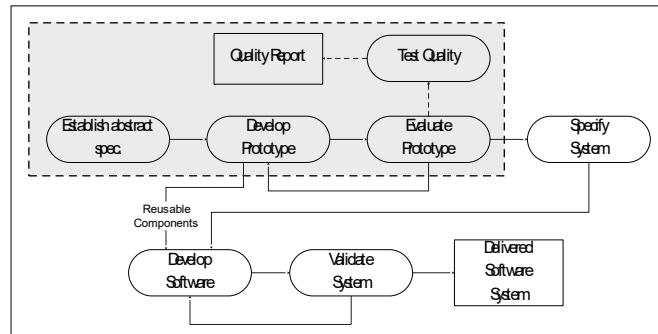 Quality Report
Test Quality
Establish abstract
spec.
Develop
Prototype
Evaluate
Prototype
Specify
System
Reusable
Components
Develop
Software
Validate
System
Delivered
Software
System